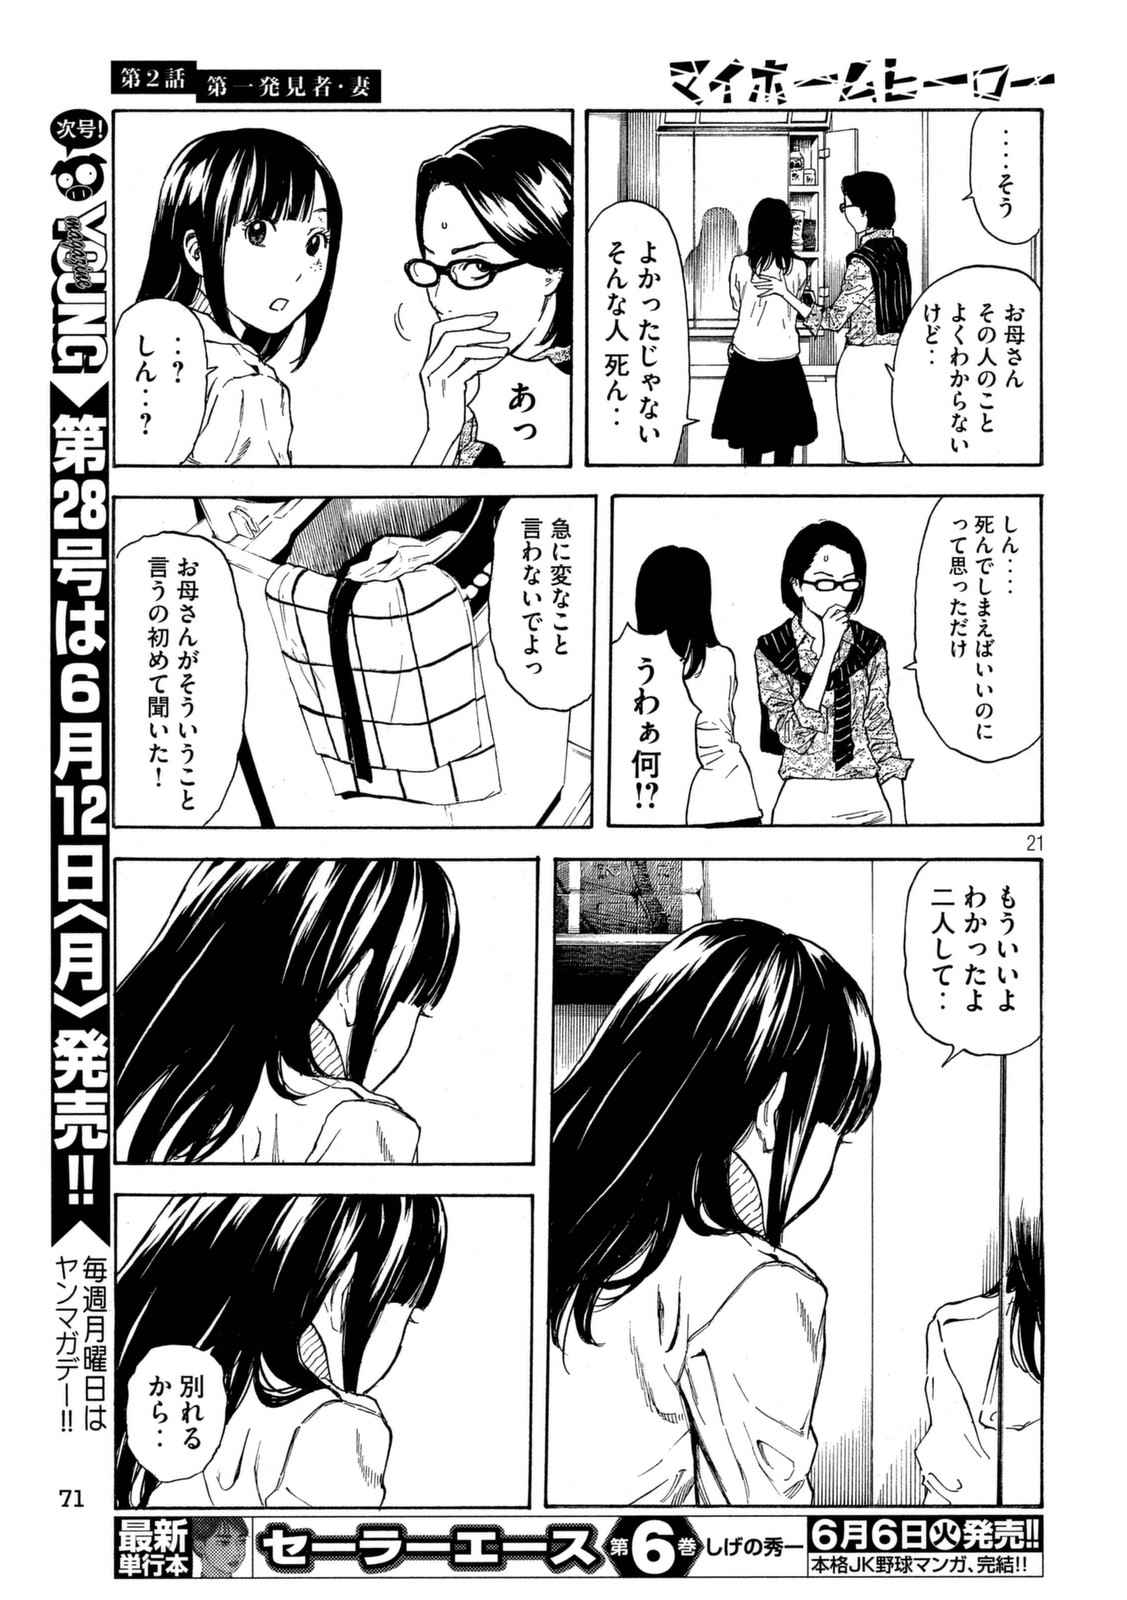 第2話
第一発見者・妻
マイホームヒーロー
‥‥そう
お母さん
その人のこと
よくわからない
けど‥
よかったじゃない
そんな人 死ん‥
あっ
‥?
しん‥?
しん‥‥
死んでしまえばいいのに
って思っただけ
うわぁ何!?
急に変なこと
言わないでよっ
お母さんがそういうこと
言うの初めて聞いた!
21
もういいよ
わかったよ
二人して‥
別れる
から‥
次号!
YOUNG
magazine
第28号は6月12日〈月〉発売!!
毎週月曜日は
ヤンマガデー!!
71
最新
単行本
セーラーエース
第6巻
しげの秀一
6月6日火発売!!
本格JK野球マンガ、完結!!